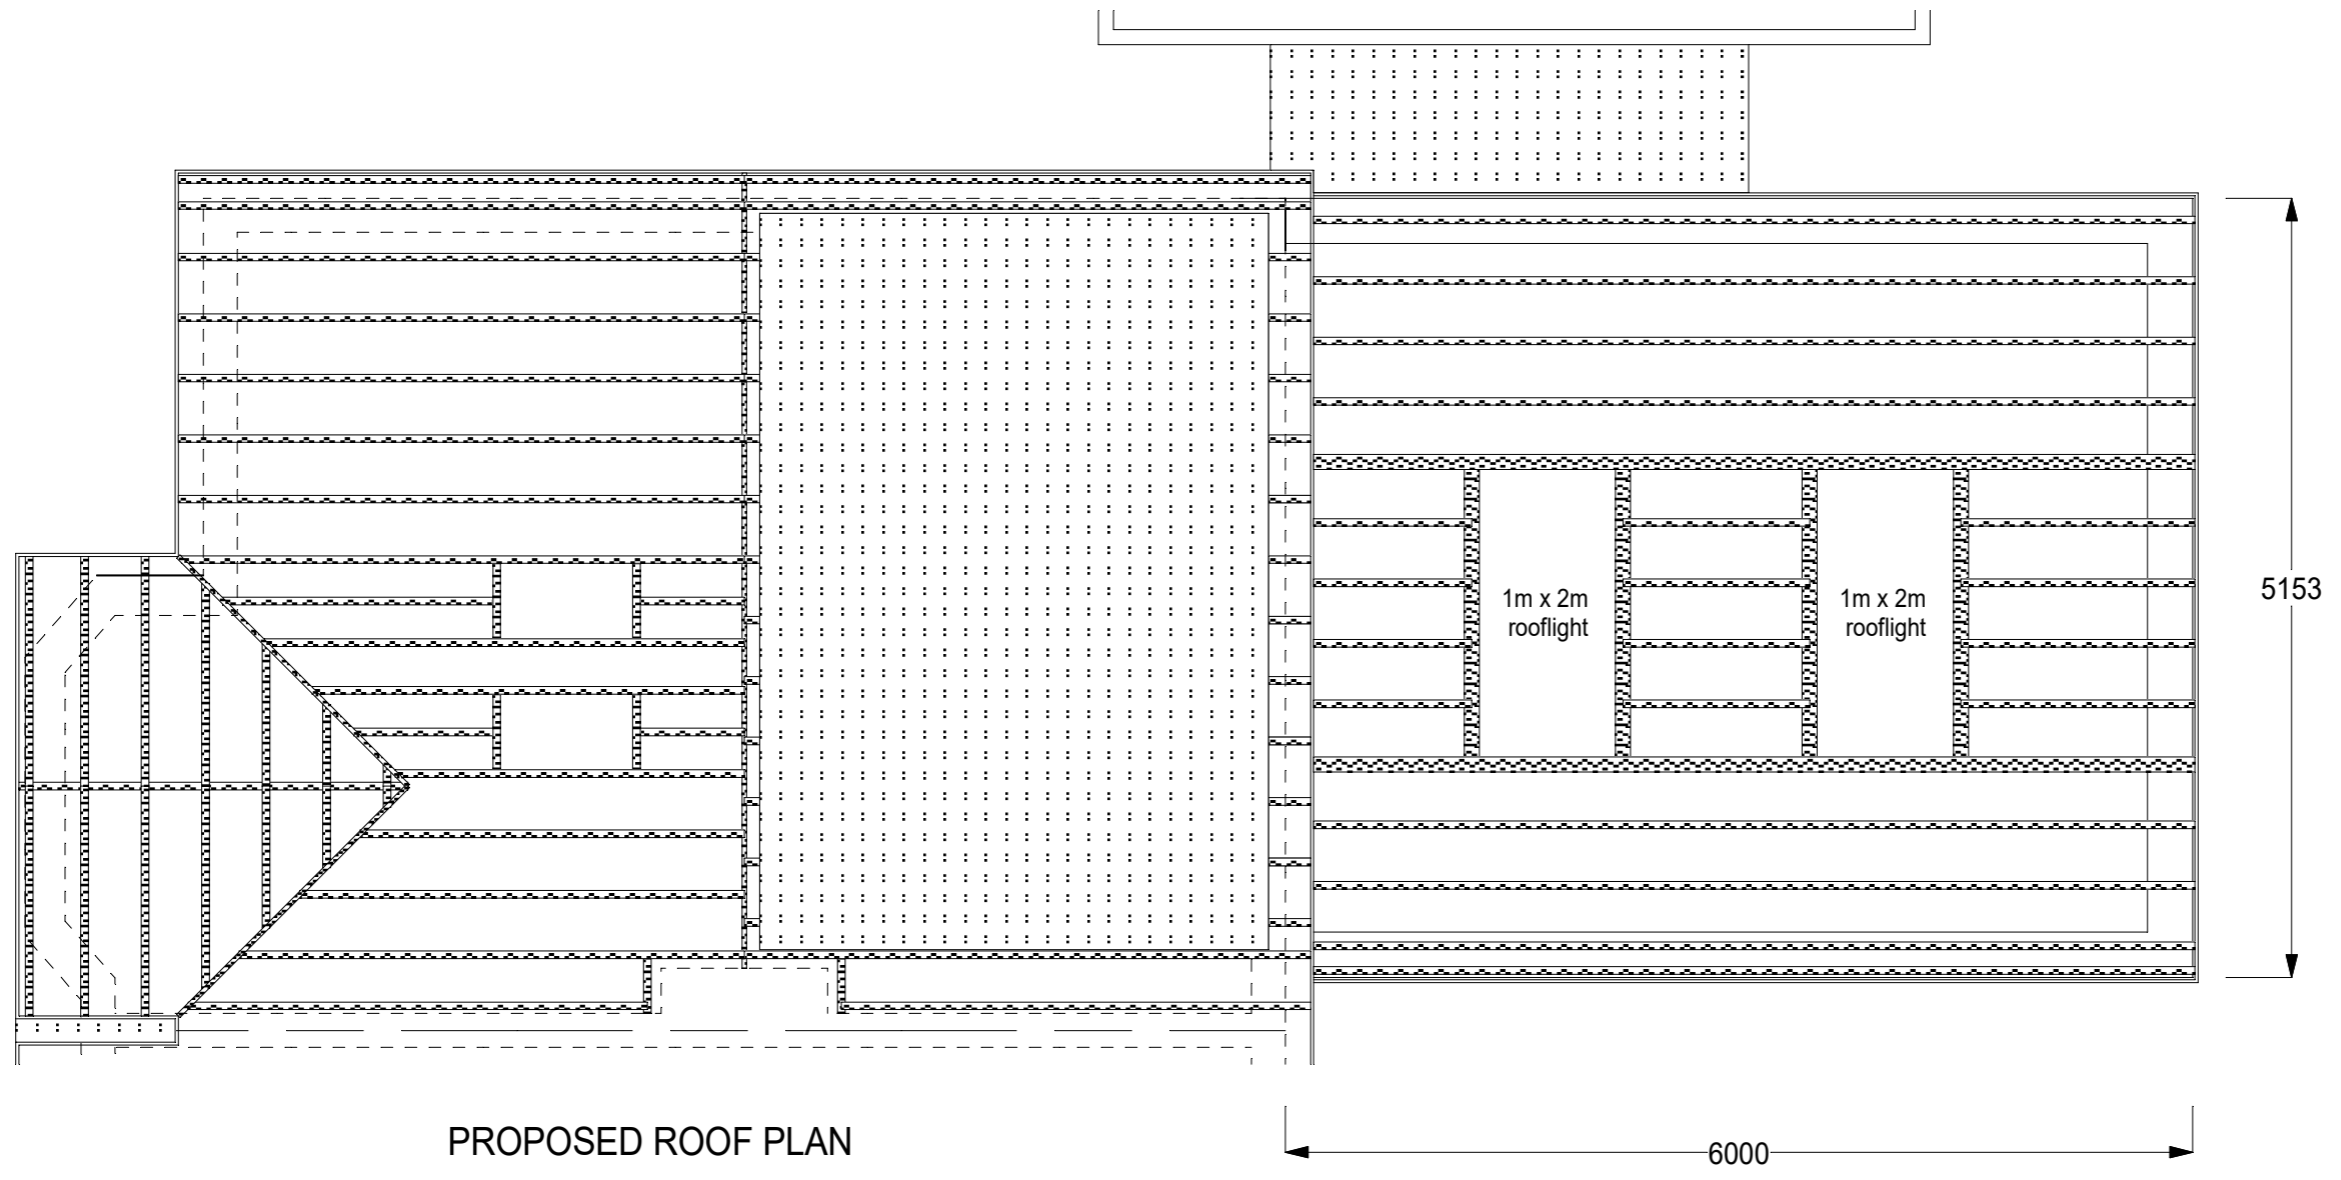 1m x 2m
rooflight
1m x 2m
rooflight
5153
PROPOSED ROOF PLAN
6000